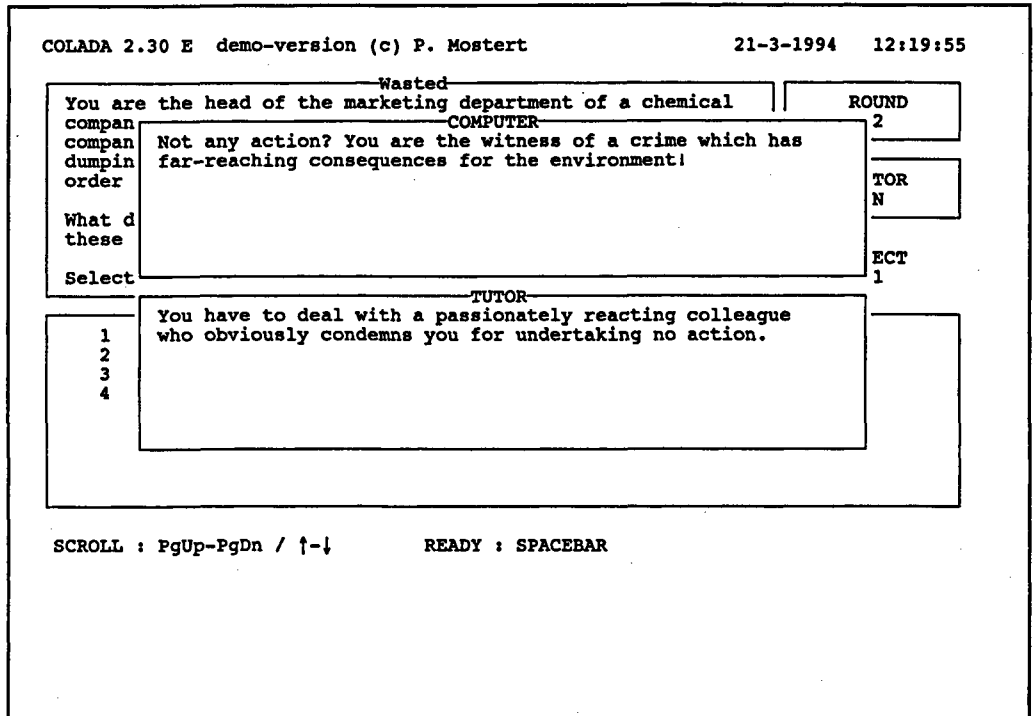 COLADA 2.30 E demo-version (c) P. Mostert 21-3-1994 12:19:55
Wasted
You are the head of the marketing department of a chemical
ROUND
2
compan
compan
dumpin
order
TOR
N
What d
these
ECT
1
Select
COMPUTER
Not any action? You are the witness of a crime which has
far-reaching consequences for the environment!
TUTOR
You have to deal with a passionately reacting colleague
who obviously condemns you for undertaking no action.
1
2
3
4
SCROLL : PgUp-PgDn / ↑-↓ READY : SPACEBAR